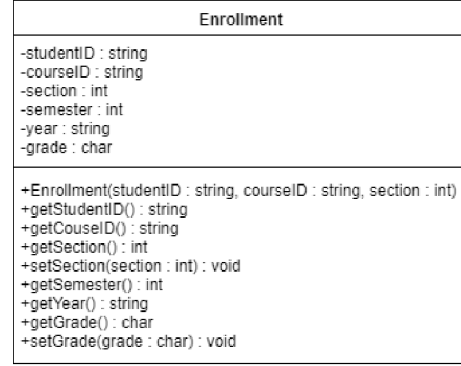 Enrollment
-studentID : string
-courseID : string
-section : int
-semester : int
-year : string
-grade : char
+Enrollment(studentID : string, courseID : string, section : int)
+getStudentID() : string
+getCouseID() : string
+getSection() : int
+setSection(section : int) : void
+getSemester() : int
+getYear() : string
+getGrade() : char
+setGrade(grade : char) : void